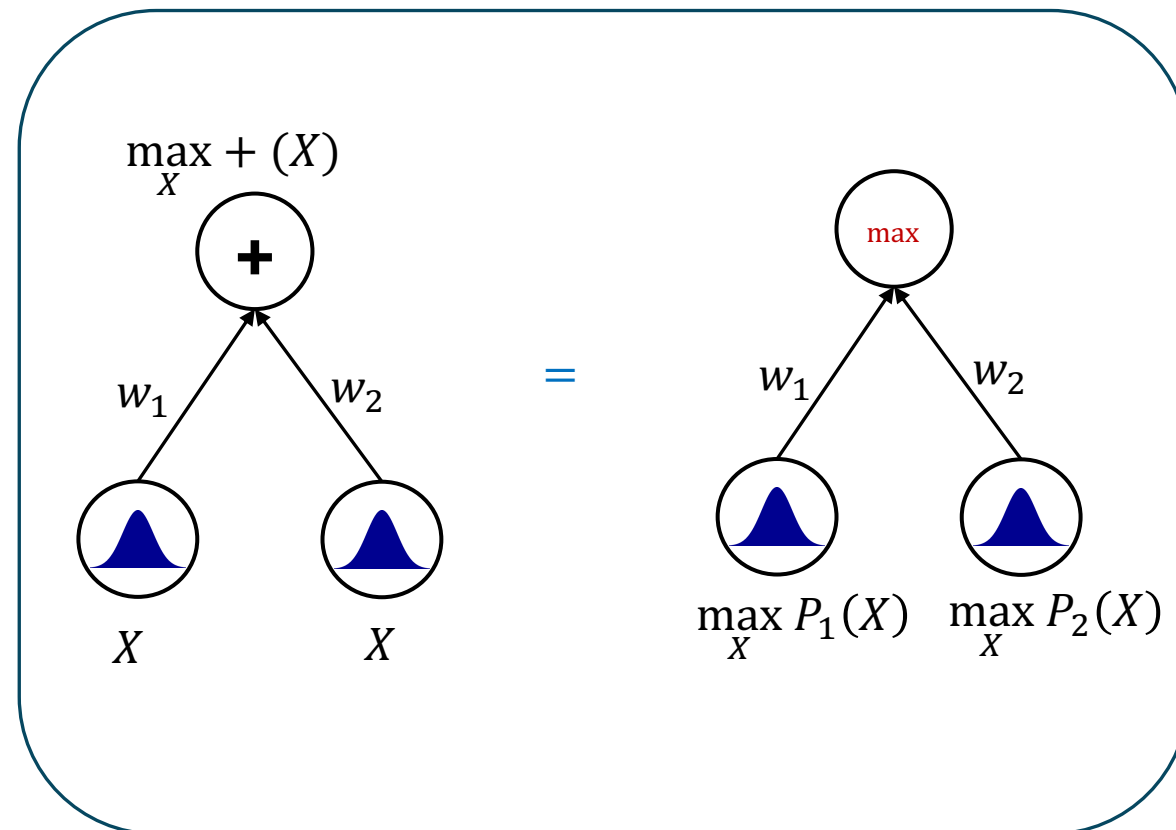 max + (X)
X
+
w₁
w₂
X
X
=
max
w₁
w₂
max P₁(X)
X
max P₂(X)
X